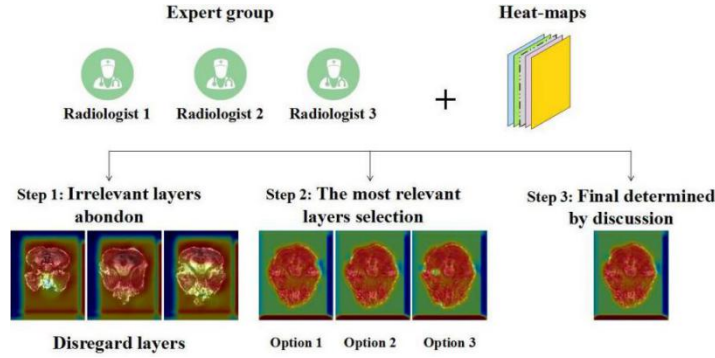 Expert group
Heat-maps
Radiologist 1
Radiologist 2
Radiologist 3
+
Step 1: Irrelevant layers
abondon
Step 2: The most relevant
layers selection
Step 3: Final determined
by discussion
Disregard layers
Option 1
Option 2
Option 3